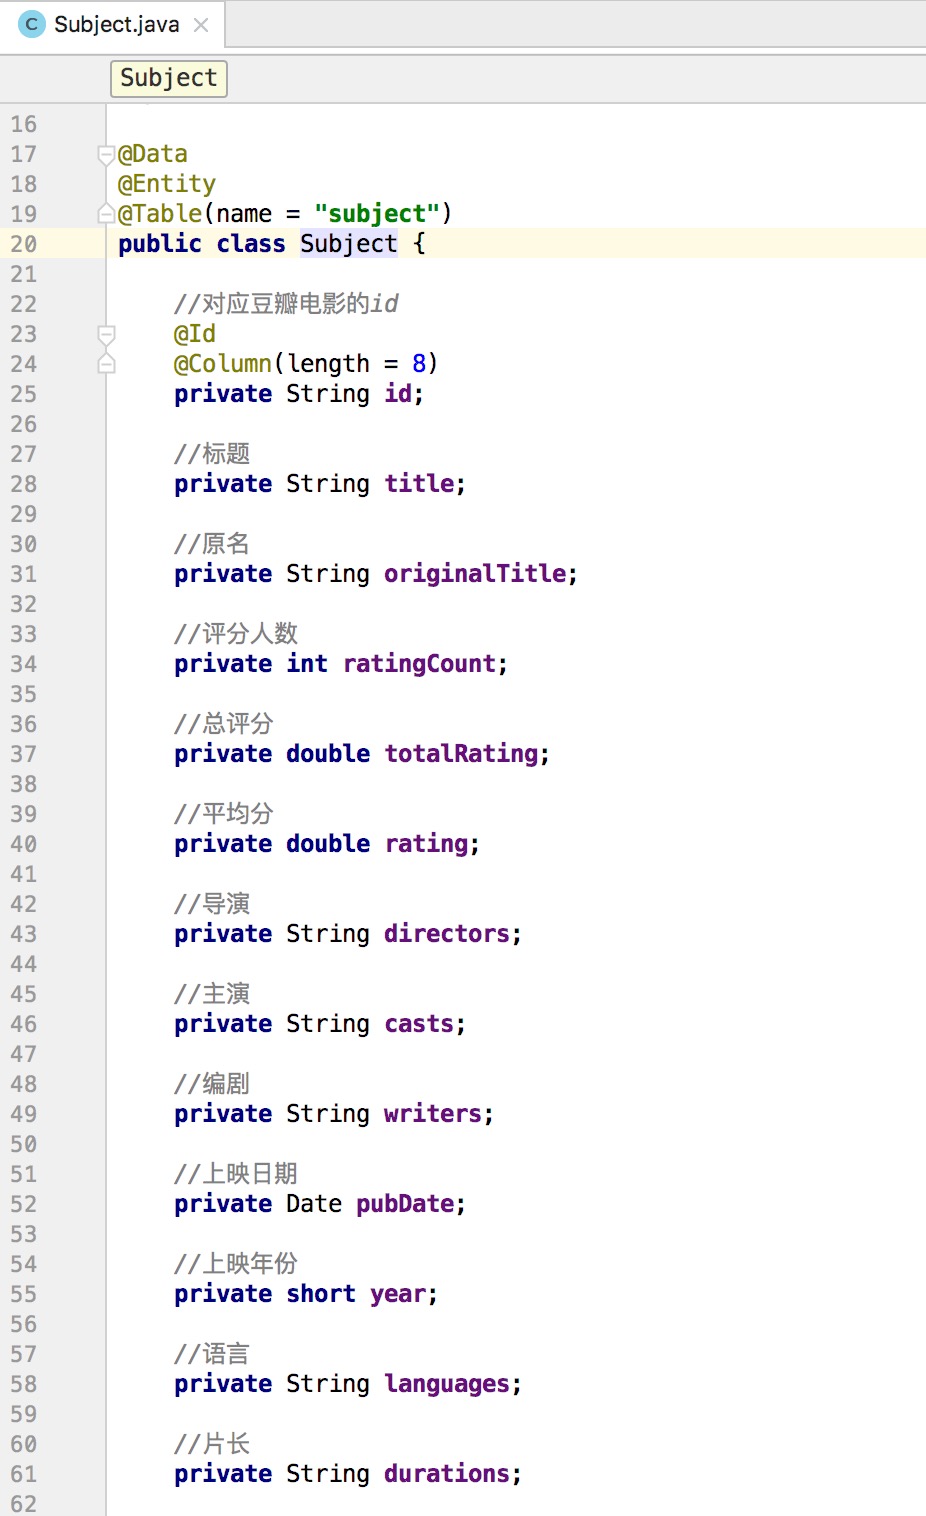 C Subject.java ×
Subject
16
17 @Data
18 @Entity
19 @Table(name = "subject")
20 public class Subject {
21
22 //对应豆瓣电影的id
23 @Id
24 @Column(length = 8)
25 private String id;
26
27 //标题
28 private String title;
29
30 //原名
31 private String originalTitle;
32
33 //评分人数
34 private int ratingCount;
35
36 //总评分
37 private double totalRating;
38
39 //平均分
40 private double rating;
41
42 //导演
43 private String directors;
44
45 //主演
46 private String casts;
47
48 //编剧
49 private String writers;
50
51 //上映日期
52 private Date pubDate;
53
54 //上映年份
55 private short year;
56
57 //语言
58 private String languages;
59
60 //片长
61 private String durations;
62